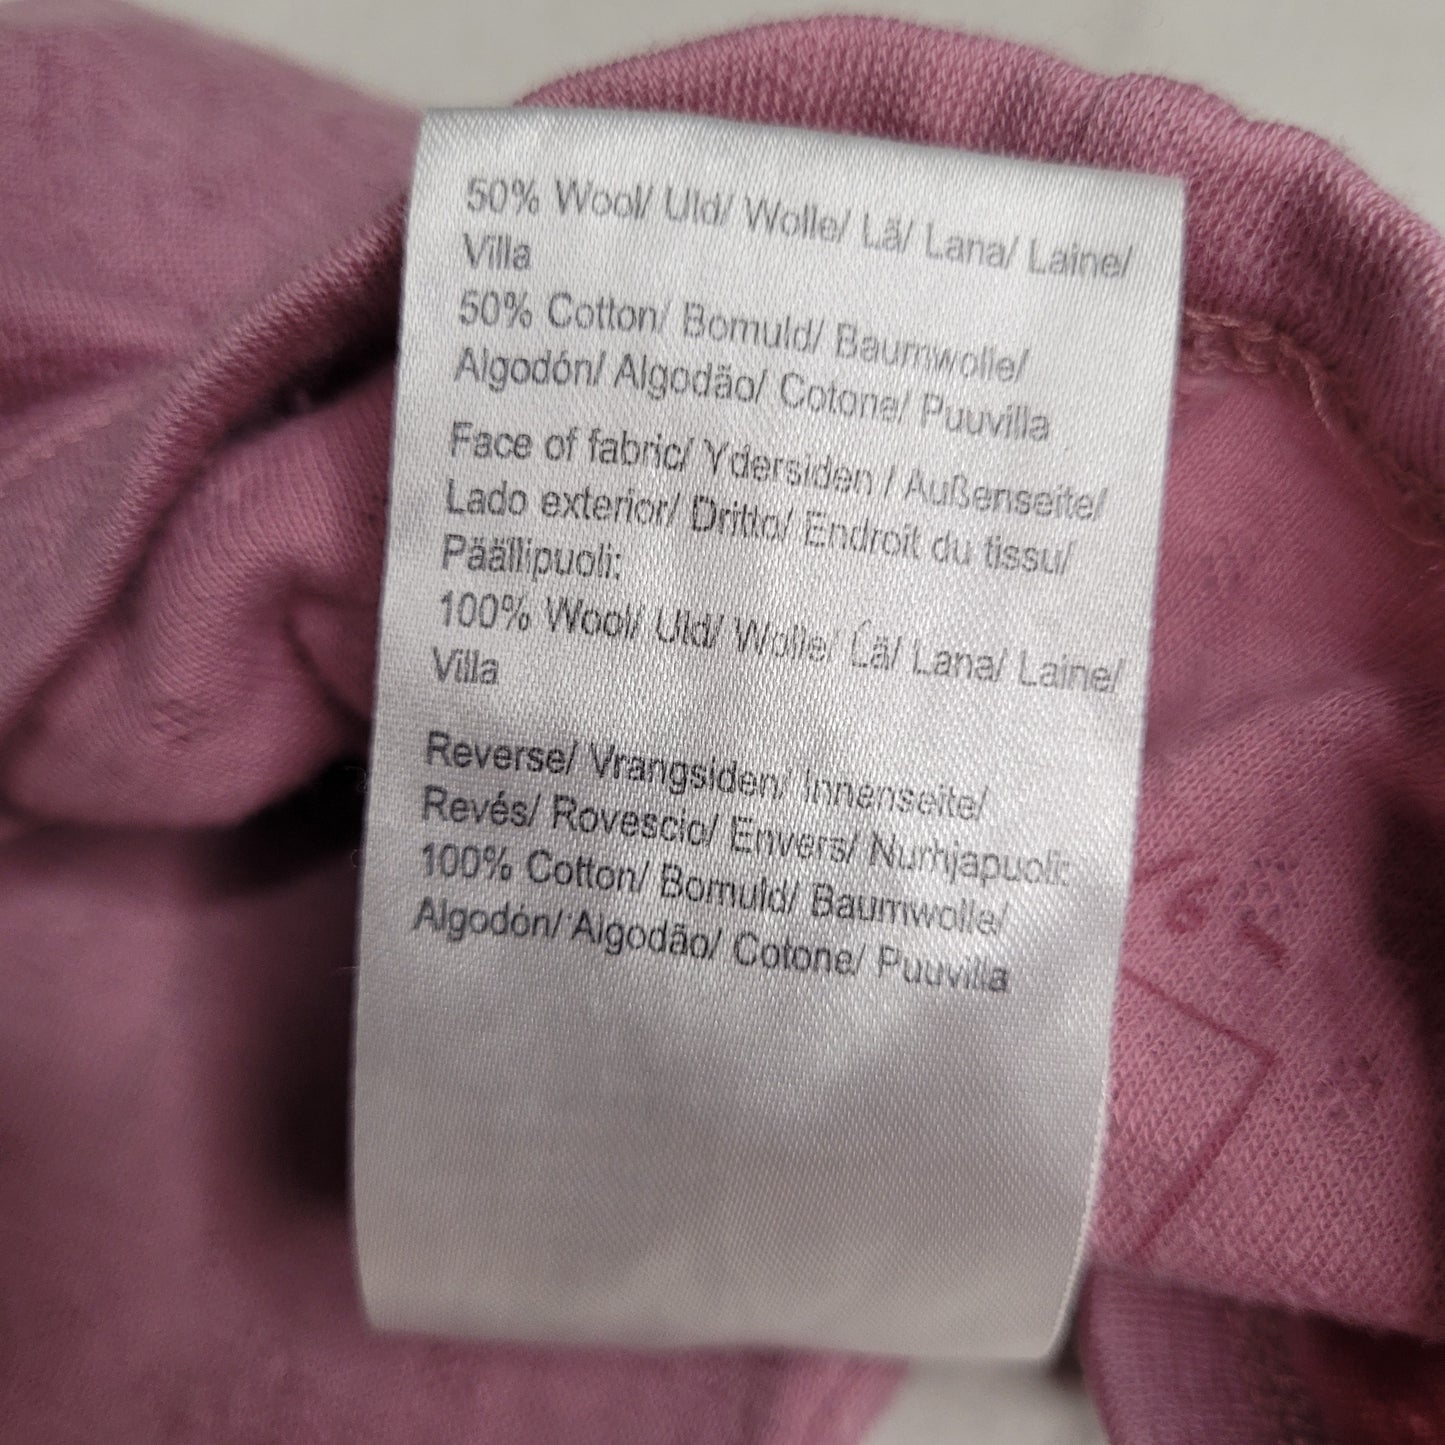 50% Wool/ Uld/ Wolle/ Lã/ Lana/ Laine/
Villa
50% Cotton/ Bomuld/ Baumwolle/
Algodón/ Algodão/ Cotone/ Puuvilla
Face of fabric/ Ydersiden / Außenseite/
Lado exterior/ Dritto/ Endroit du tissu/
Päällipuoli:
100% Wool/ Uld/ Wolle/ Lã/ Lana/ Laine/
Villa
Reverse/ Vrangsiden/ Innenseite/
Revés/ Rovescio/ Envers/ Nurhjapuoli:
100% Cotton/ Bomuld/ Baumwolle/
Algodón/ Algodão/ Cotone/ Puuvilla